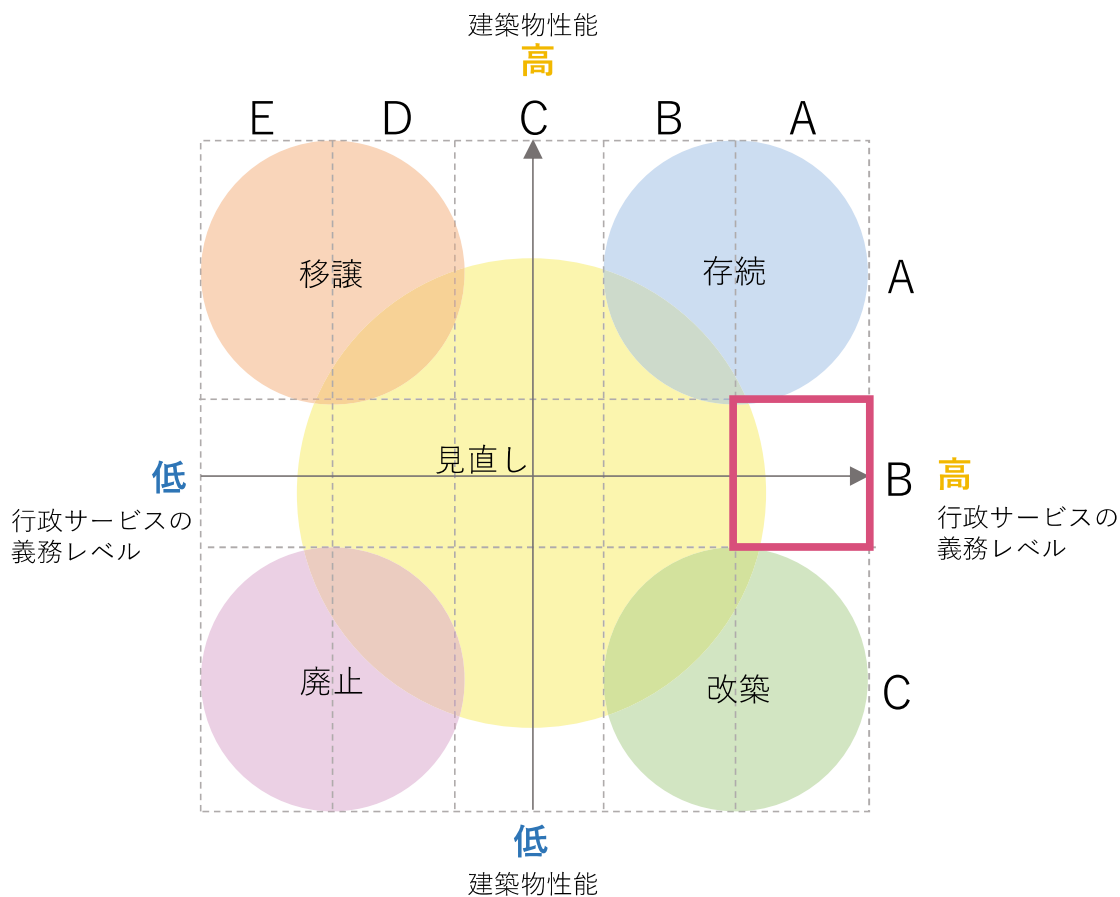 建築物性能
高
E D C B A
移譲
存続
A
見直し
低
行政サービスの
義務レベル
B
高
行政サービスの
義務レベル
廃止
改築
C
低
建築物性能